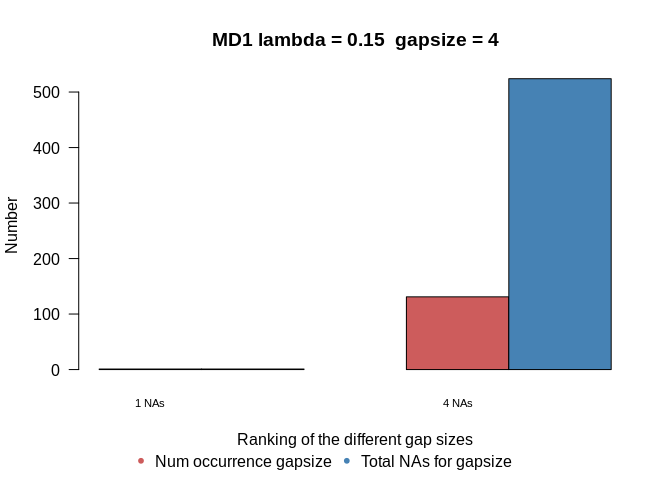 MD1 lambda = 0.15  gapsize = 4
500
400
300
200
100
0
Number
1 NAs
4 NAs
Ranking of the different gap sizes
Num occurrence gapsize
Total NAs for gapsize